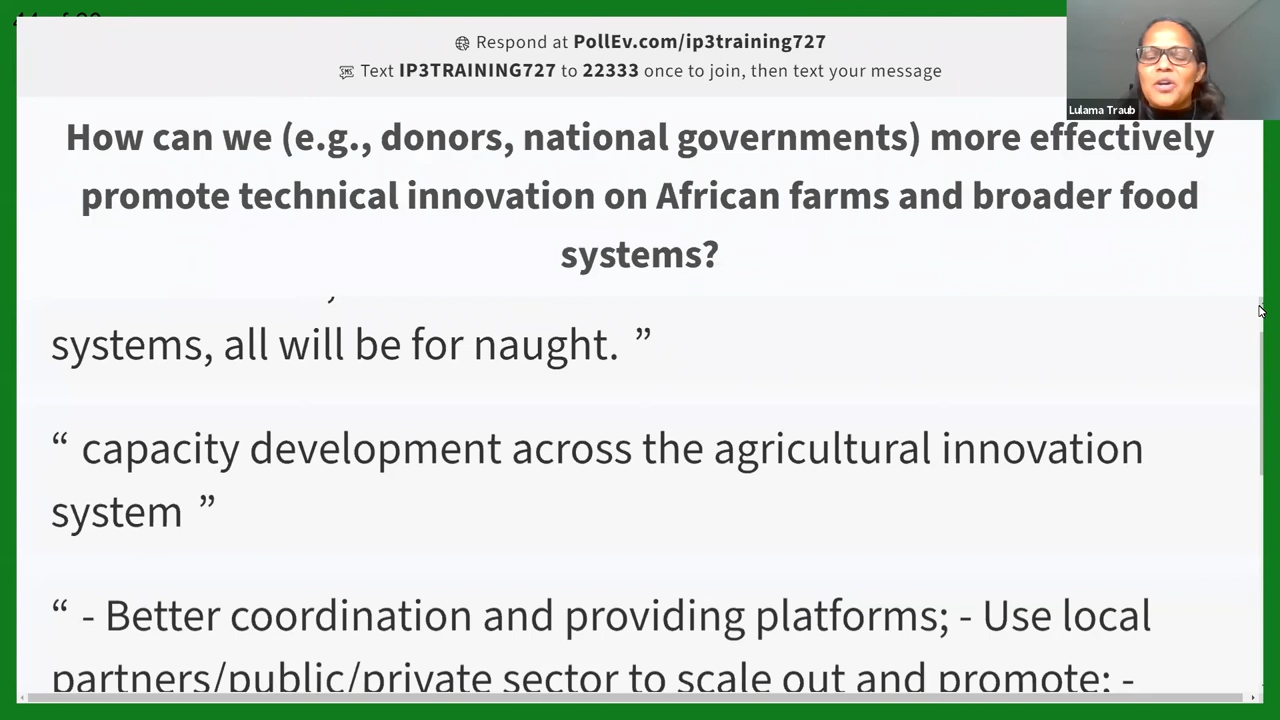 Respond at PollEv.com/ip3training727
Text IP3TRAINING727 to 22333 once to join, then text your message
Lulama Traub
How can we (e.g., donors, national governments) more effectively
promote technical innovation on African farms and broader food
systems?
systems, all will be for naught. ”
“ capacity development across the agricultural innovation
system ”
“ - Better coordination and providing platforms; - Use local
partners/public/private sector to scale out and promote; -